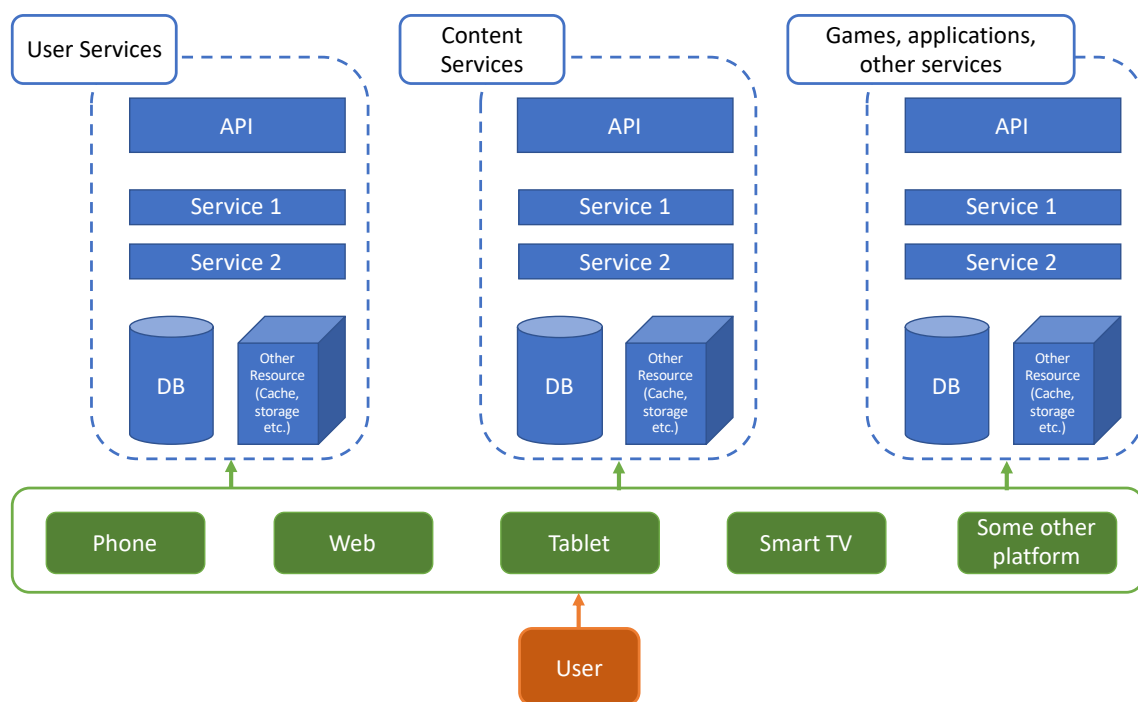 User Services
Content
Services
Games, applications,
other services
API
Service 1
Service 2
DB
Other
Resource
(Cache,
storage
etc.)
API
Service 1
Service 2
DB
Other
Resource
(Cache,
storage
etc.)
API
Service 1
Service 2
DB
Other
Resource
(Cache,
storage
etc.)
Phone
Web
Tablet
Smart TV
Some other
platform
User